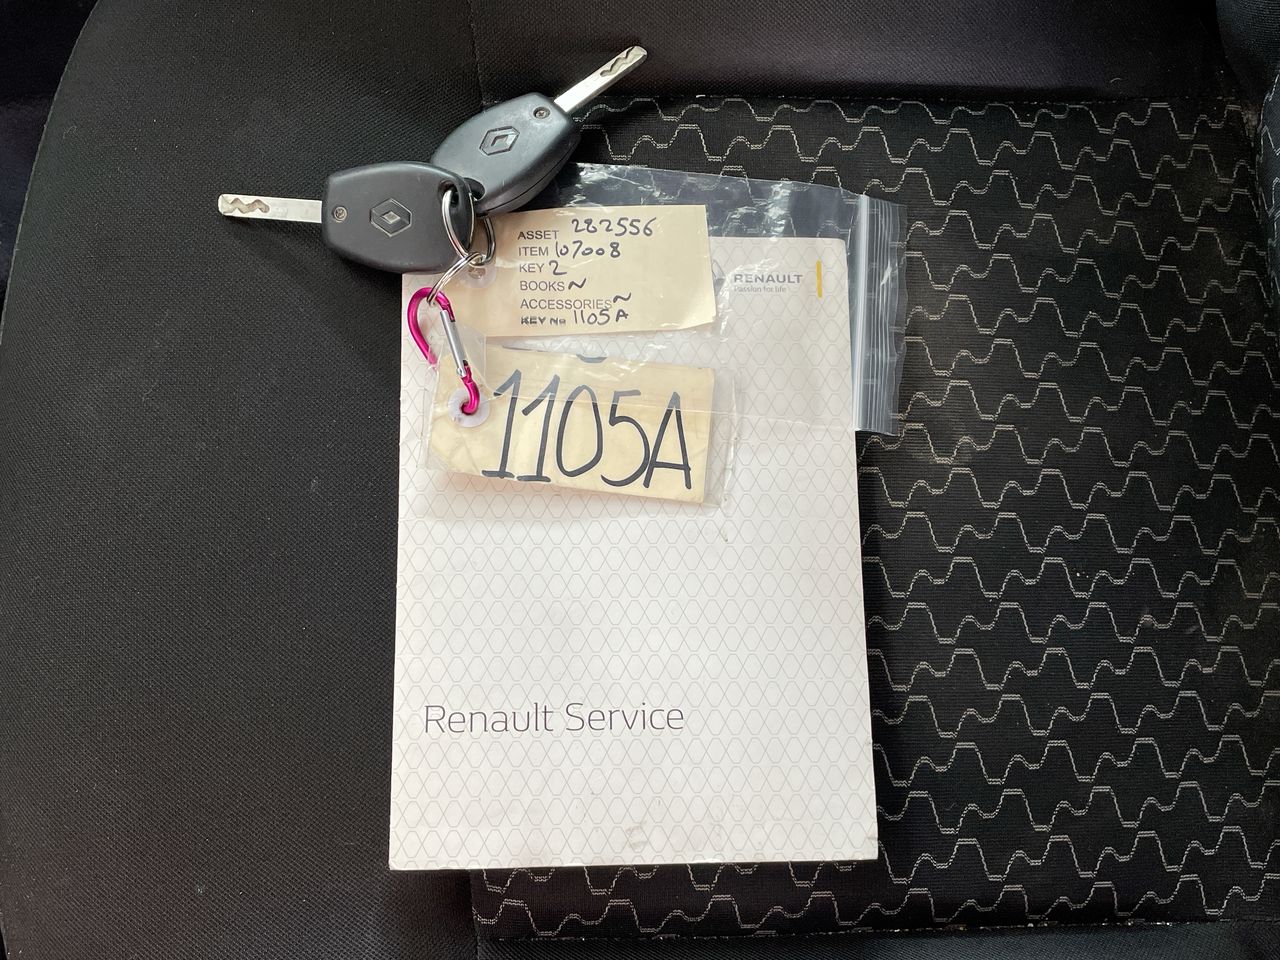 ASSET 282556
ITEM 107008
KEY 2
BOOKS ~
ACCESSORIES ~
KEY No 1105A
RENAULT
Passion for life
1105A
Renault Service